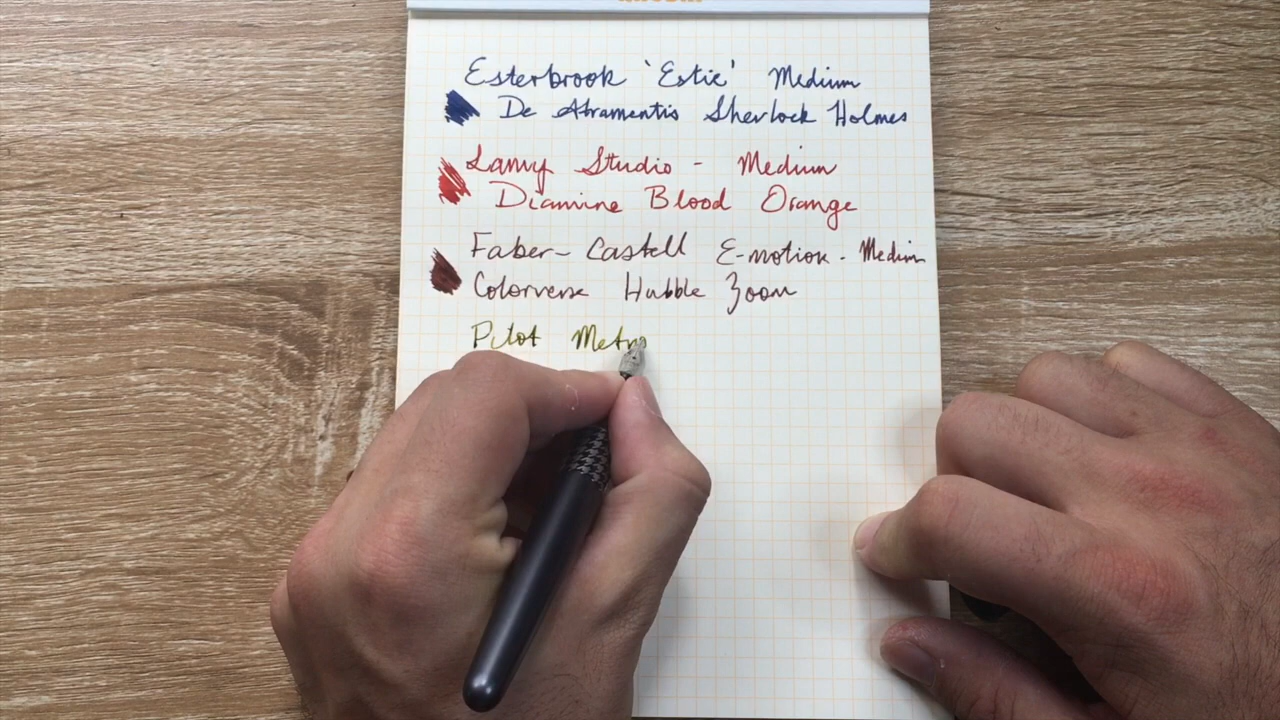 Esterbrook 'Estie' Medium
De Atramentis Sherlock Holmes
Lamy Studio - Medium
Diamine Blood Orange
Faber-Castell E-motion - Medium
Colorverse Hubble Zoom
Pilot Metro